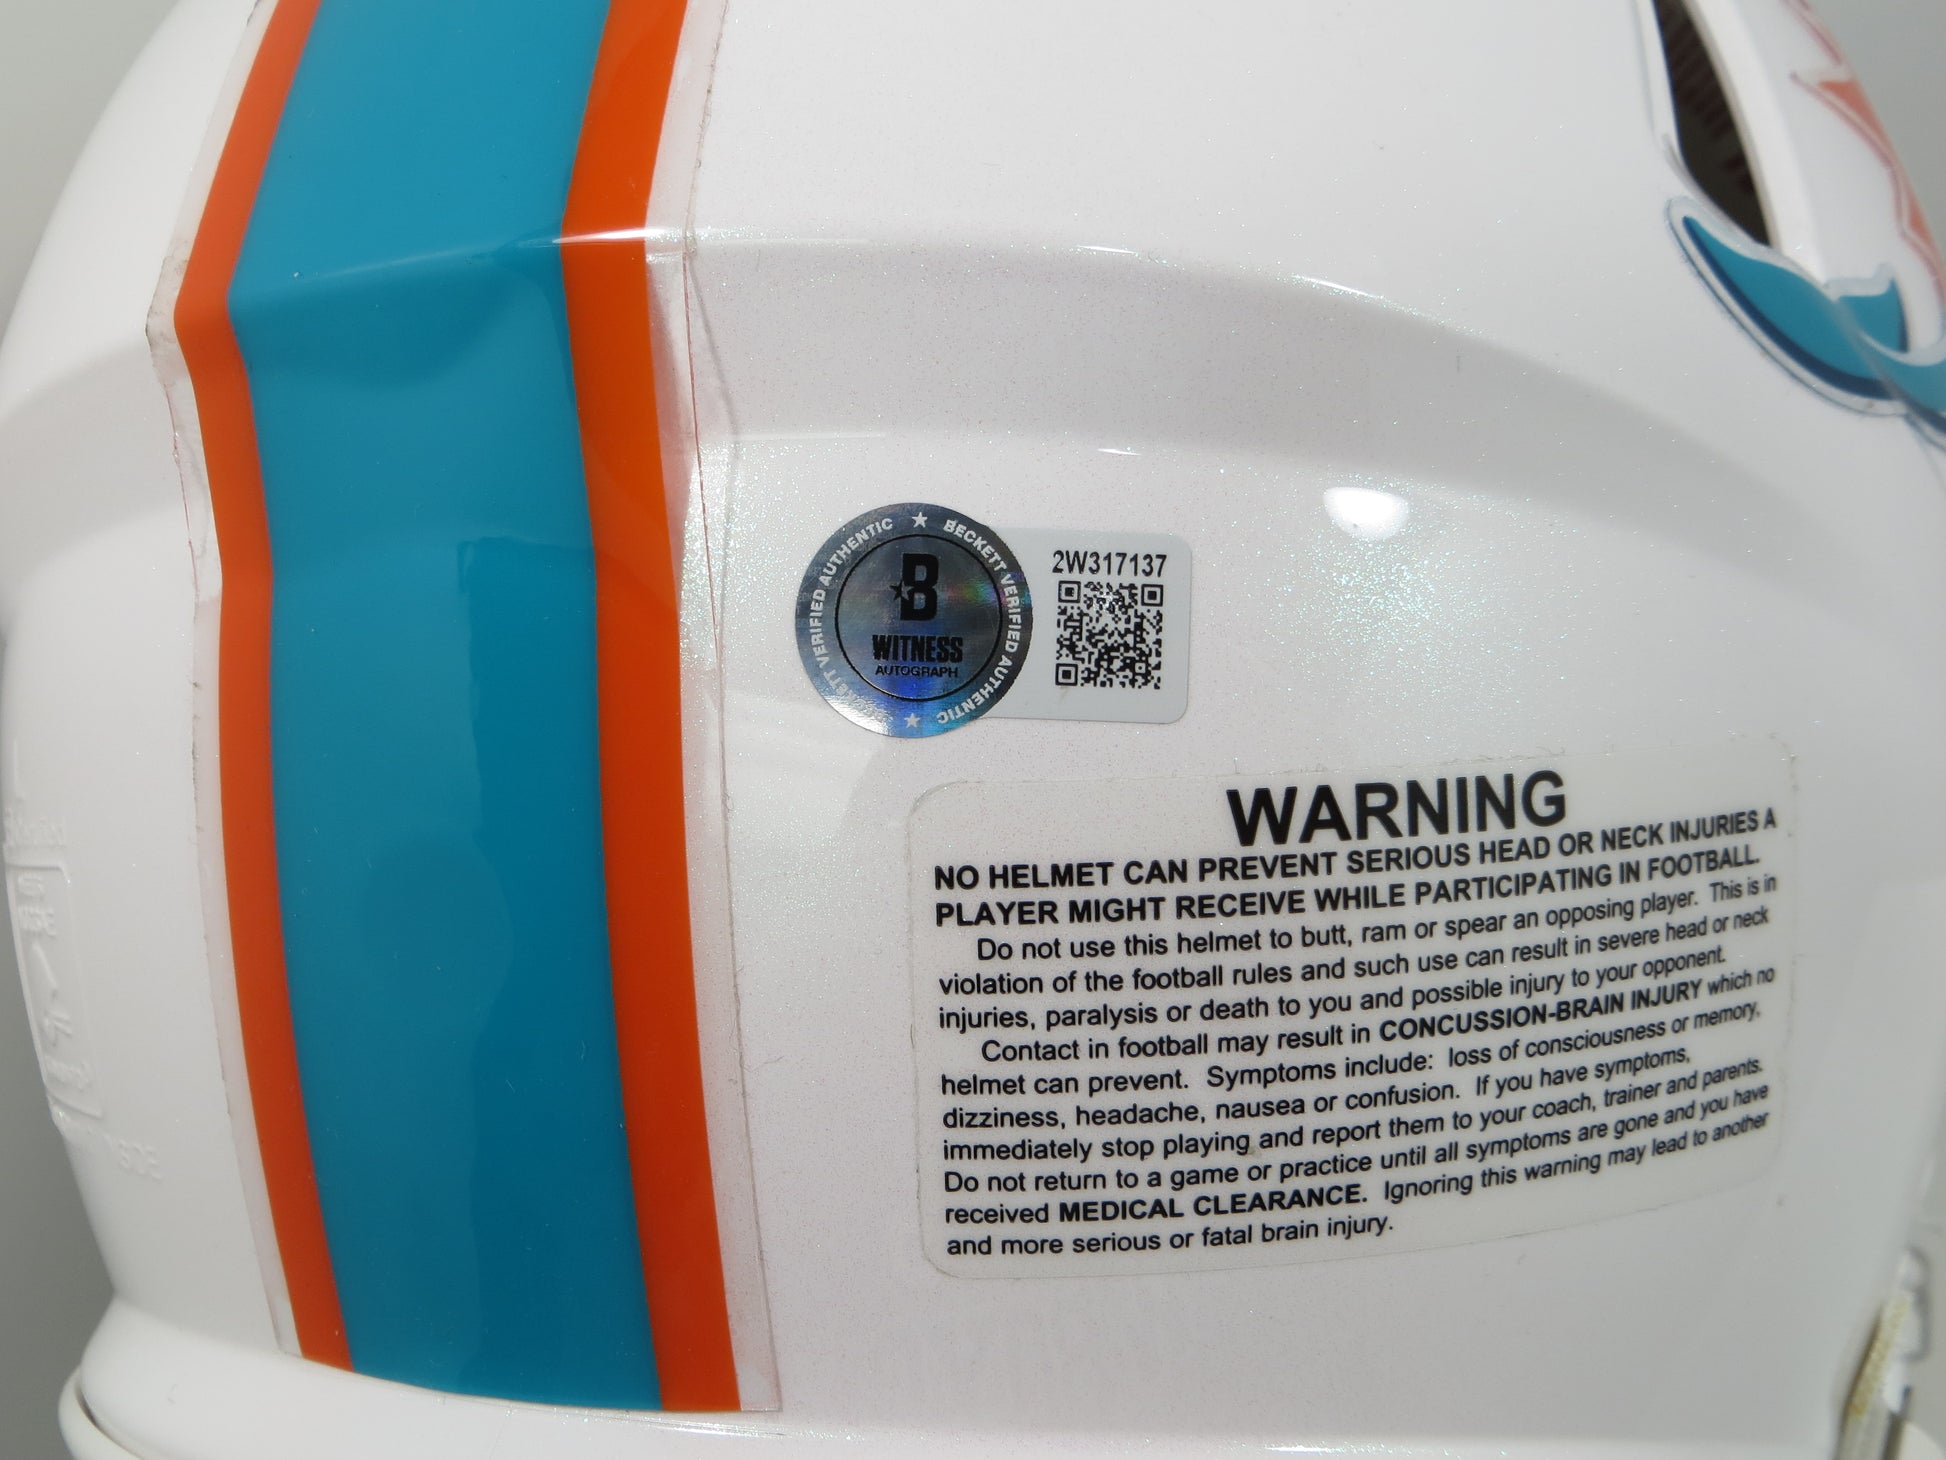 BECKETT VERIFIED AUTHENTIC ★ BECKETT VERIFIED AUTHENTIC ★
B
WITNESS
AUTOGRAPH
2W317137
WARNING
NO HELMET CAN PREVENT SERIOUS HEAD OR NECK INJURIES A
PLAYER MIGHT RECEIVE WHILE PARTICIPATING IN FOOTBALL.
Do not use this helmet to butt, ram or spear an opposing player. This is in
violation of the football rules and such use can result in severe head or neck
injuries, paralysis or death to you and possible injury to your opponent.
Contact in football may result in CONCUSSION-BRAIN INJURY which no
helmet can prevent. Symptoms include: loss of consciousness or memory,
dizziness, headache, nausea or confusion. If you have symptoms,
immediately stop playing and report them to your coach, trainer and parents.
Do not return to a game or practice until all symptoms are gone and you have
received MEDICAL CLEARANCE. Ignoring this warning may lead to another
and more serious or fatal brain injury.